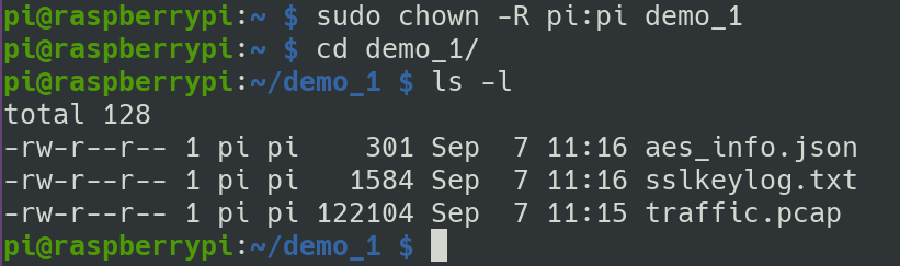 pi@raspberrypi:~ $ sudo chown -R pi:pi demo_1
pi@raspberrypi:~ $ cd demo_1/
pi@raspberrypi:~/demo_1 $ ls -l
total 128
-rw-r--r-- 1 pi pi    301 Sep  7 11:16 aes_info.json
-rw-r--r-- 1 pi pi   1584 Sep  7 11:16 sslkeylog.txt
-rw-r--r-- 1 pi pi 122104 Sep  7 11:15 traffic.pcap
pi@raspberrypi:~/demo_1 $